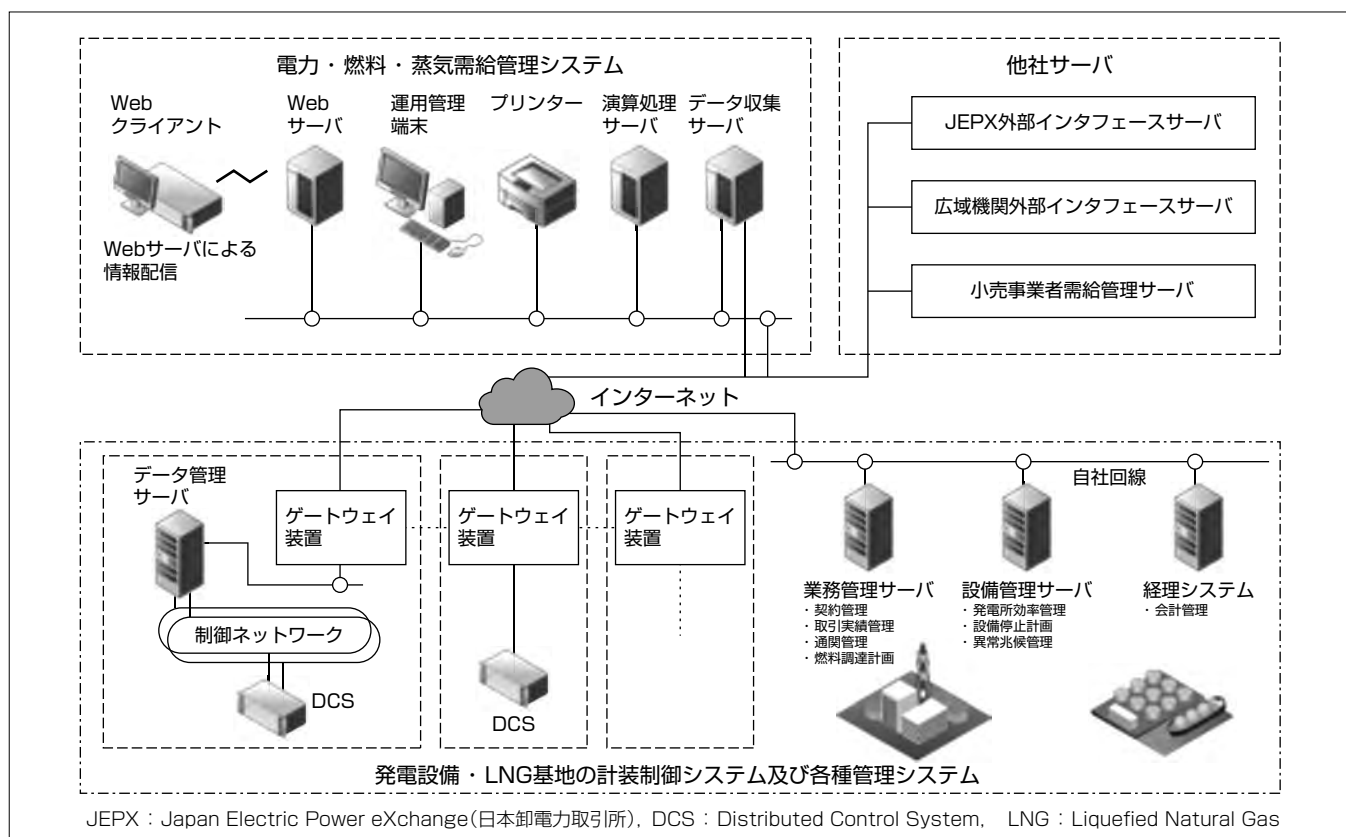 電力・燃料・蒸気需給管理システム
Web
クライアント
Web
サーバ
運用管理
端末
プリンター
演算処理
サーバ
データ収集
サーバ
Webサーバによる
情報配信
他社サーバ
JEPX外部インタフェースサーバ
広域機関外部インタフェースサーバ
小売事業者需給管理サーバ
インターネット
データ管理
サーバ
ゲートウェイ
装置
ゲートウェイ
装置
ゲートウェイ
装置
制御ネットワーク
DCS
DCS
自社回線
業務管理サーバ
・契約管理
・取引実績管理
・通関管理
・燃料調達計画
設備管理サーバ
・発電所効率管理
・設備停止計画
・異常兆候管理
経理システム
・会計管理
発電設備・LNG基地の計装制御システム及び各種管理システム
JEPX：Japan Electric Power eXchange(日本卸電力取引所), DCS：Distributed Control System, LNG：Liquefied Natural Gas